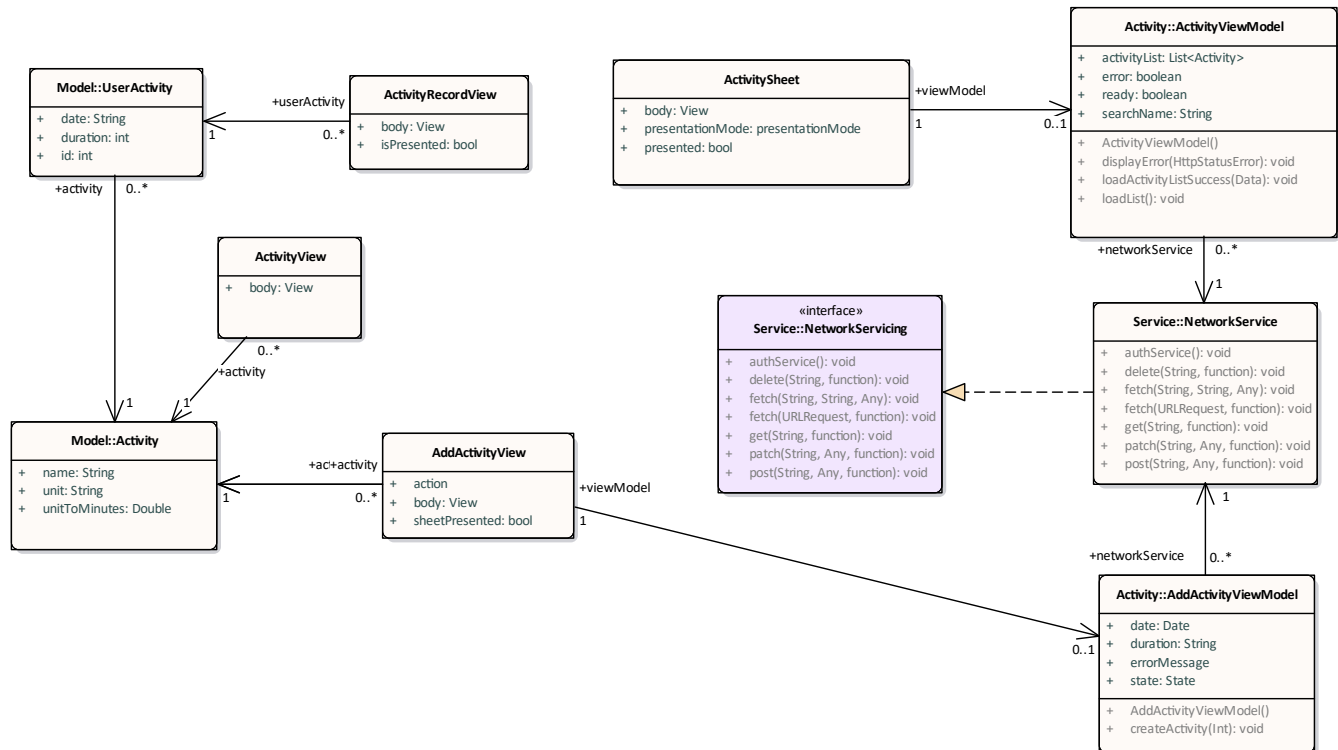 Model::UserActivity
+ date: String
+ duration: int
+ id: int
+userActivity
1
0..*
ActivityRecordView
+ body: View
+ isPresented: bool
ActivitySheet
+ body: View
+ presentationMode: presentationMode
+ presented: bool
+viewModel
1
0..1
Activity::ActivityViewModel
+ activityList: List<Activity>
+ error: boolean
+ ready: boolean
+ searchName: String
+ ActivityViewModel()
+ displayError(HttpStatusError): void
+ loadActivityListSuccess(Data): void
+ loadList(): void
+activity
0..*
1
ActivityView
+ body: View
0..*
+activity
1
+networkService
0..*
1
«interface»
Service::NetworkServicing
+ authService(): void
+ delete(String, function): void
+ fetch(String, String, Any): void
+ fetch(URLRequest, function): void
+ get(String, function): void
+ patch(String, Any, function): void
+ post(String, Any, function): void
Service::NetworkService
+ authService(): void
+ delete(String, function): void
+ fetch(String, String, Any): void
+ fetch(URLRequest, function): void
+ get(String, function): void
+ patch(String, Any, function): void
+ post(String, Any, function): void
Model::Activity
+ name: String
+ unit: String
+ unitToMinutes: Double
+activity
1
0..*
AddActivityView
+ action
+ body: View
+ sheetPresented: bool
+viewModel
1
0..1
1
+networkService
0..*
Activity::AddActivityViewModel
+ date: Date
+ duration: String
+ errorMessage
+ state: State
+ AddActivityViewModel()
+ createActivity(Int): void